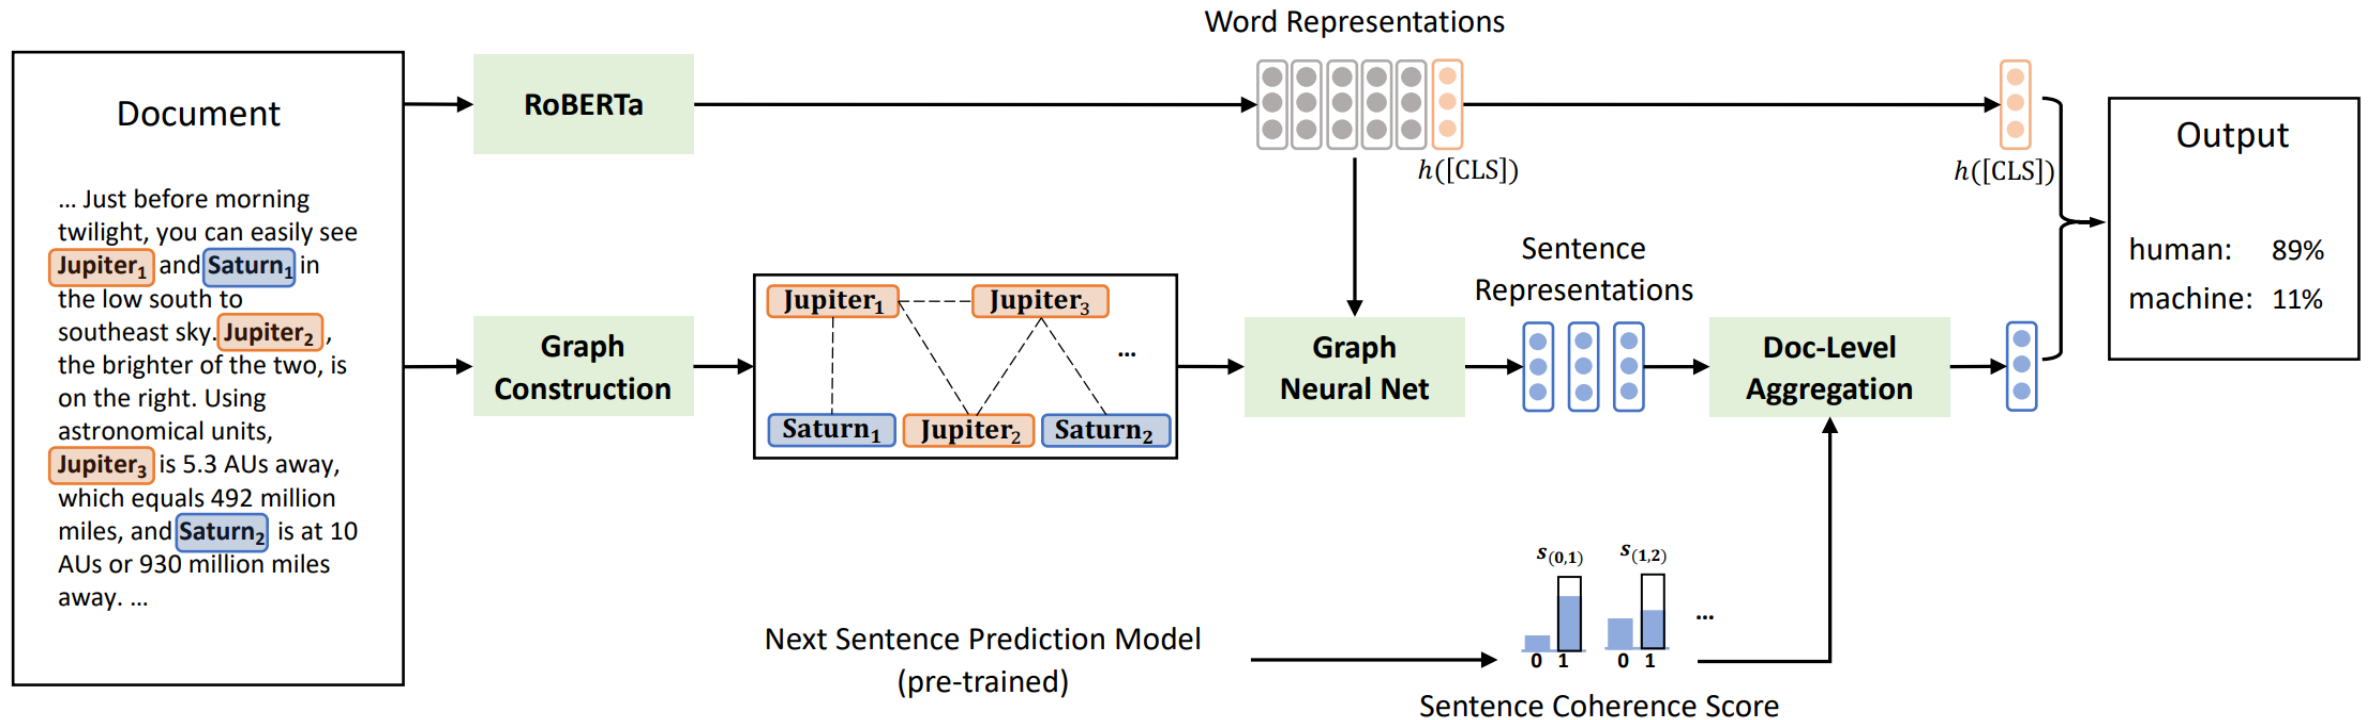 Document
... Just before morning
twilight, you can easily see
Jupiter₁ and Saturn₁ in
the low south to
southeast sky. Jupiter₂ ,
the brighter of the two, is
on the right. Using
astronomical units,
Jupiter₃ is 5.3 AUs away,
which equals 492 million
miles, and Saturn₂ is at 10
AUs or 930 million miles
away. ...
RoBERTa
Graph
Construction
Jupiter₁
Jupiter₃
...
Saturn₁
Jupiter₂
Saturn₂
Word Representations
h([CLS])
Graph
Neural Net
Sentence
Representations
Doc-Level
Aggregation
h([CLS])
Next Sentence Prediction Model
(pre-trained)
s(0,1)
s(1,2)
...
0 1
0 1
Sentence Coherence Score
Output
human: 89%
machine: 11%